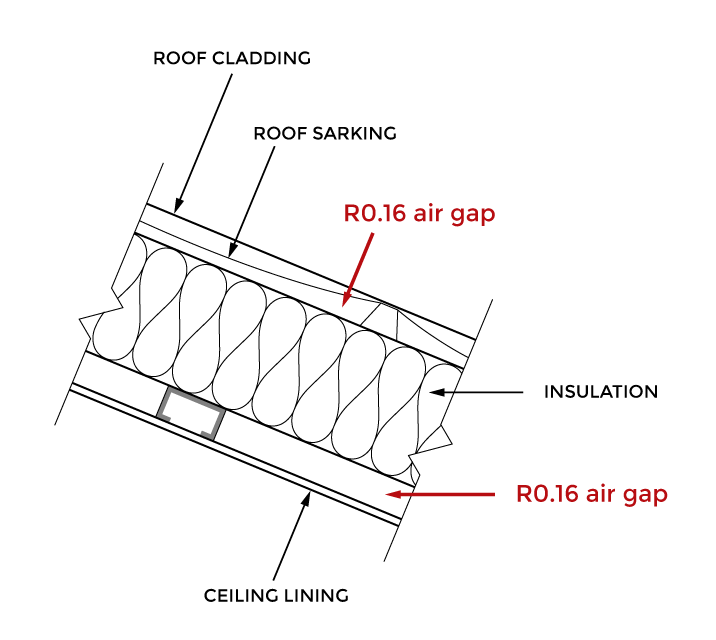 ROOF CLADDING
ROOF SARKING
R0.16 air gap
INSULATION
R0.16 air gap
CEILING LINING